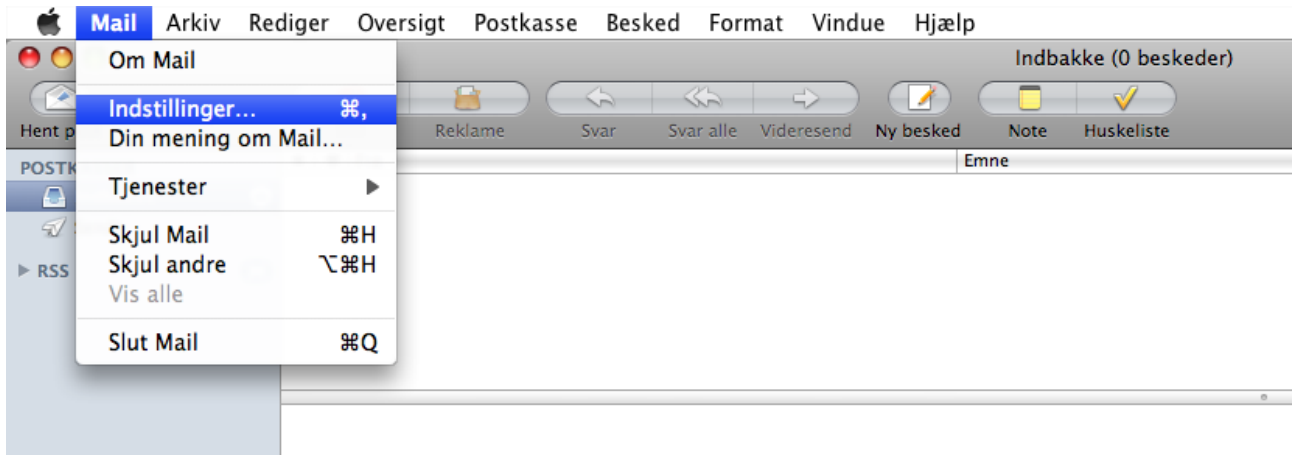 Mail Arkiv Rediger Oversigt Postkasse Besked Format Vindue Hjælp
Indbakke (0 beskeder)
Om Mail
Indstillinger... ⌘,
Din mening om Mail...
Tjenester ▶
Skjul Mail ⌘H
Skjul andre ⌥⌘H
Vis alle
Slut Mail ⌘Q
Hent
Reklame Svar Svar alle Videresend Ny besked Note Huskeliste
Emne
RSS